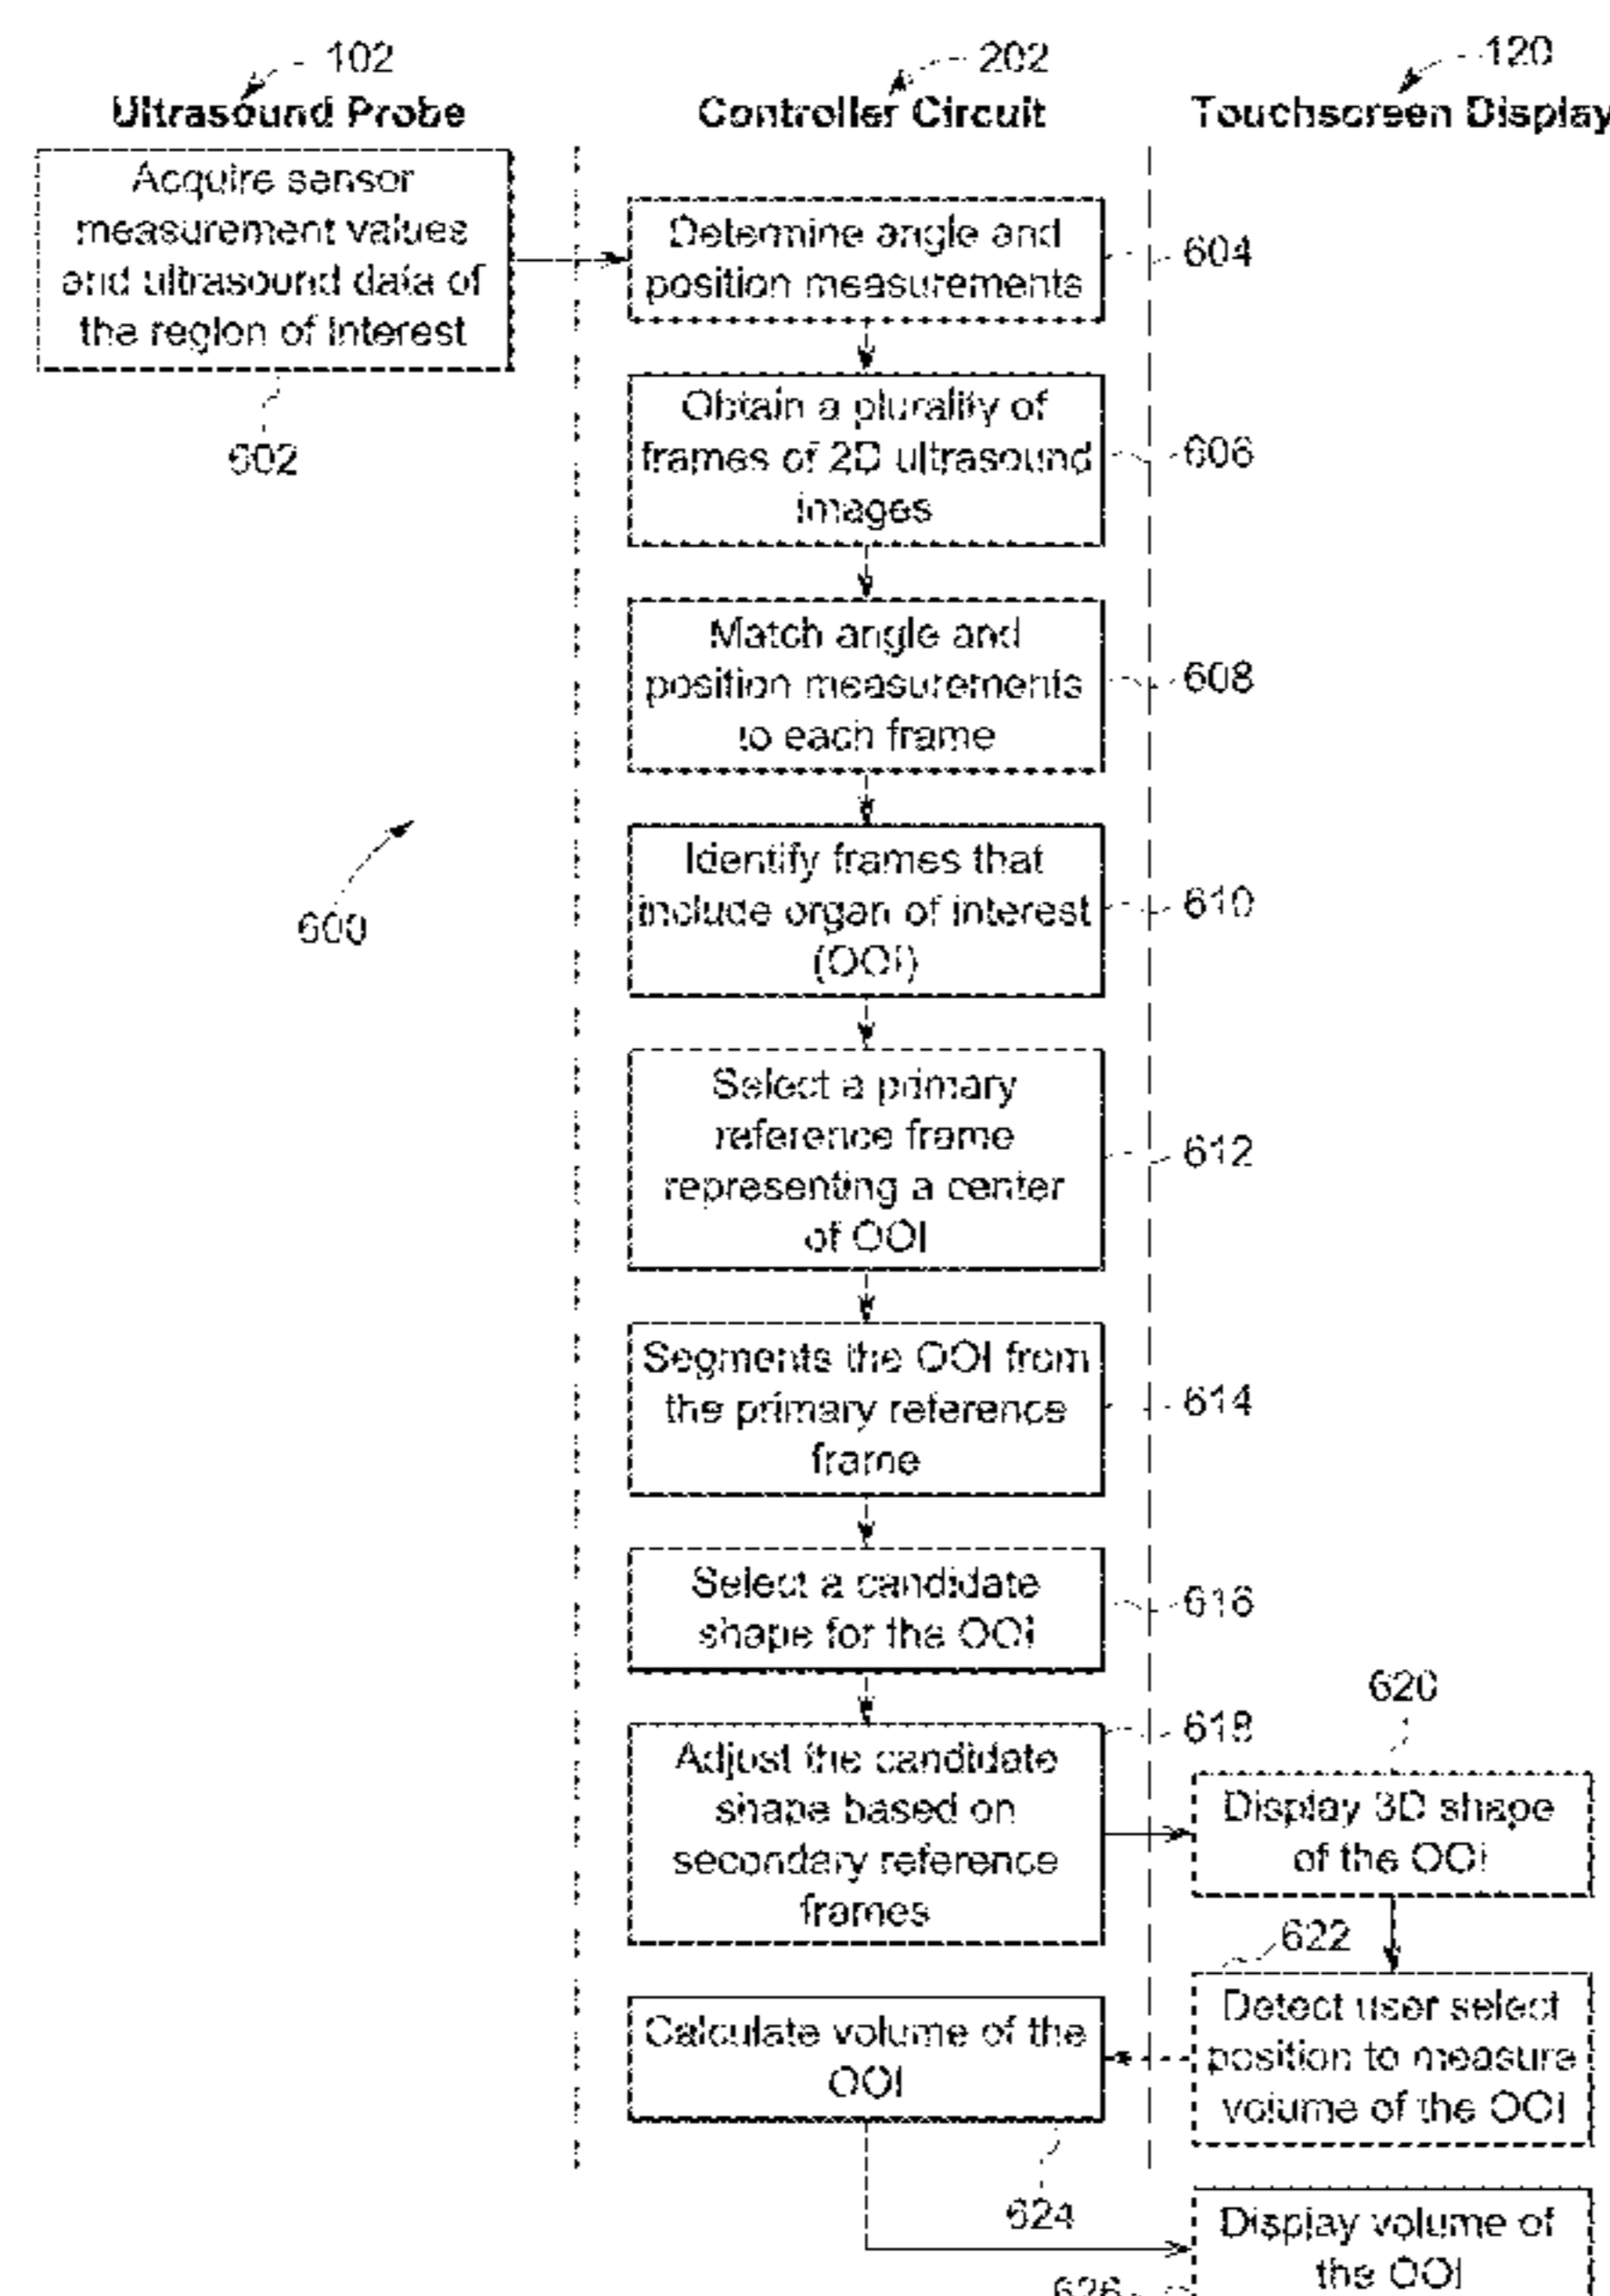 102
202
120
Ultrasound Probe
Controller Circuit
Touchscreen Display
Acquire sensor
measurement values
and ultrasound data of
the region of interest
602
Determine angle and
position measurements
604
Obtain a plurality of
frames of 2D ultrasound
images
606
Match angle and
position measurements
to each frame
608
600
Identify frames that
include organ of interest
(OOI)
610
Select a primary
reference frame
representing a center
of OOI
612
Segments the OOI from
the primary reference
frame
614
Select a candidate
shape for the OOI
616
Adjust the candidate
shape based on
secondary reference
frames
618
620
Display 3D shape
of the OOI
622
Detect user select
position to measure
volume of the OOI
Calculate volume of the
OOI
624
Display volume of
the OOI
626